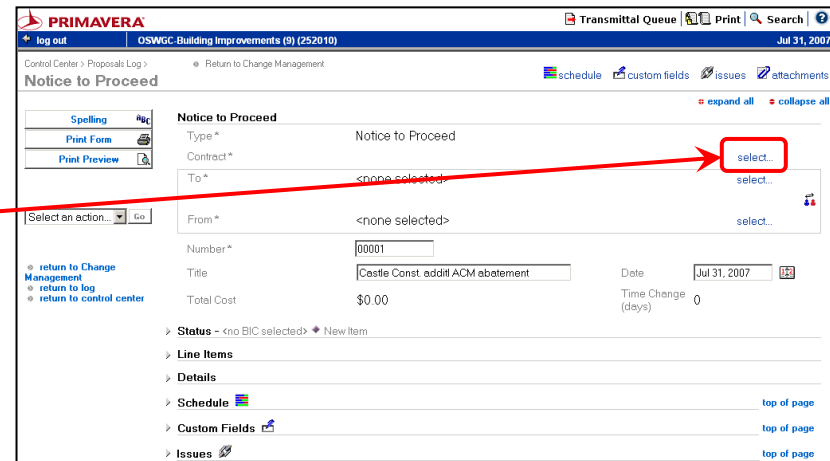 PRIMAVERA
Transmittal Queue Print Search
log out OSWGC-Building Improvements (9) (252010) Jul 31, 2007
Control Center > Proposals Log > Return to Change Management
Notice to Proceed schedule custom fields issues attachments
expand all collapse all
Spelling ABC
Print Form
Print Preview
Select an action... Go
return to Change
Management
return to log
return to control center
Notice to Proceed
Type * Notice to Proceed
Contract * select...
To * <none selected> select...
From * <none selected> select...
Number * 00001
Title Castle Const. additl ACM abatement Date Jul 31, 2007
Total Cost $0.00 Time Change
(days) 0
Status - <no BIC selected> New Item
Line Items
Details
Schedule top of page
Custom Fields top of page
Issues top of page